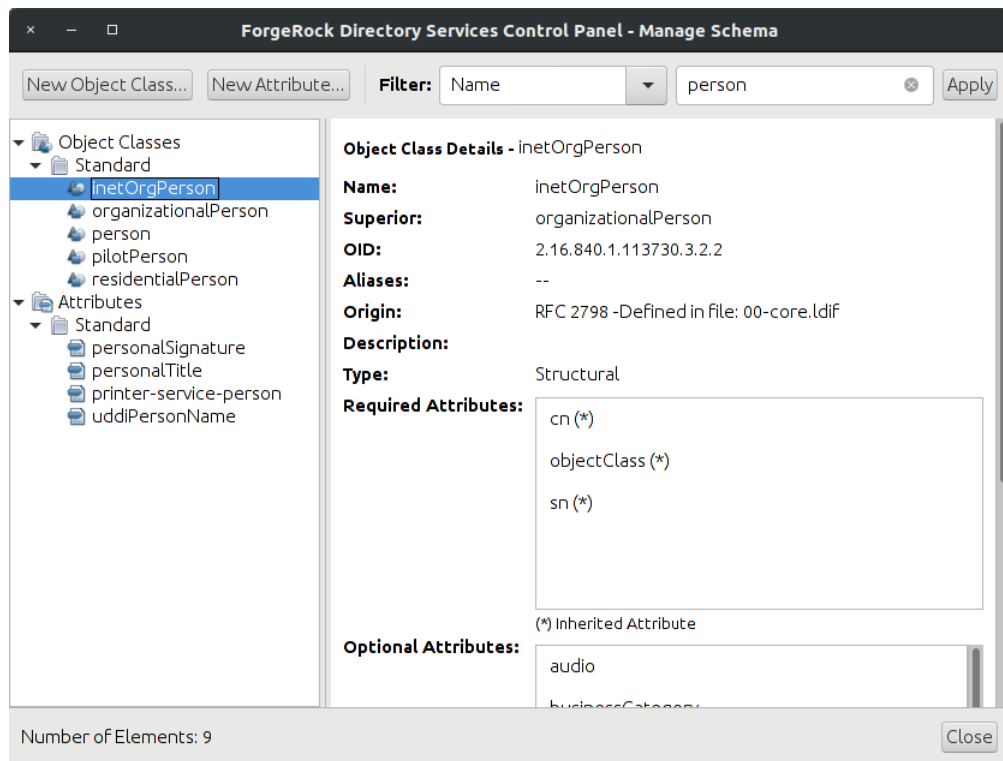 ForgeRock Directory Services Control Panel - Manage Schema
New Object Class... New Attribute... Filter: Name person Apply
Object Classes
Standard
inetOrgPerson
organizationalPerson
person
pilotPerson
residentialPerson
Attributes
Standard
personalSignature
personalTitle
printer-service-person
uddiPersonName
Object Class Details - inetOrgPerson
Name: inetOrgPerson
Superior: organizationalPerson
OID: 2.16.840.1.113730.3.2.2
Aliases: --
Origin: RFC 2798 -Defined in file: 00-core.ldif
Description:
Type: Structural
Required Attributes:
cn (*)
objectClass (*)
sn (*)
(*) Inherited Attribute
Optional Attributes:
audio
businessCategory
Number of Elements: 9 Close